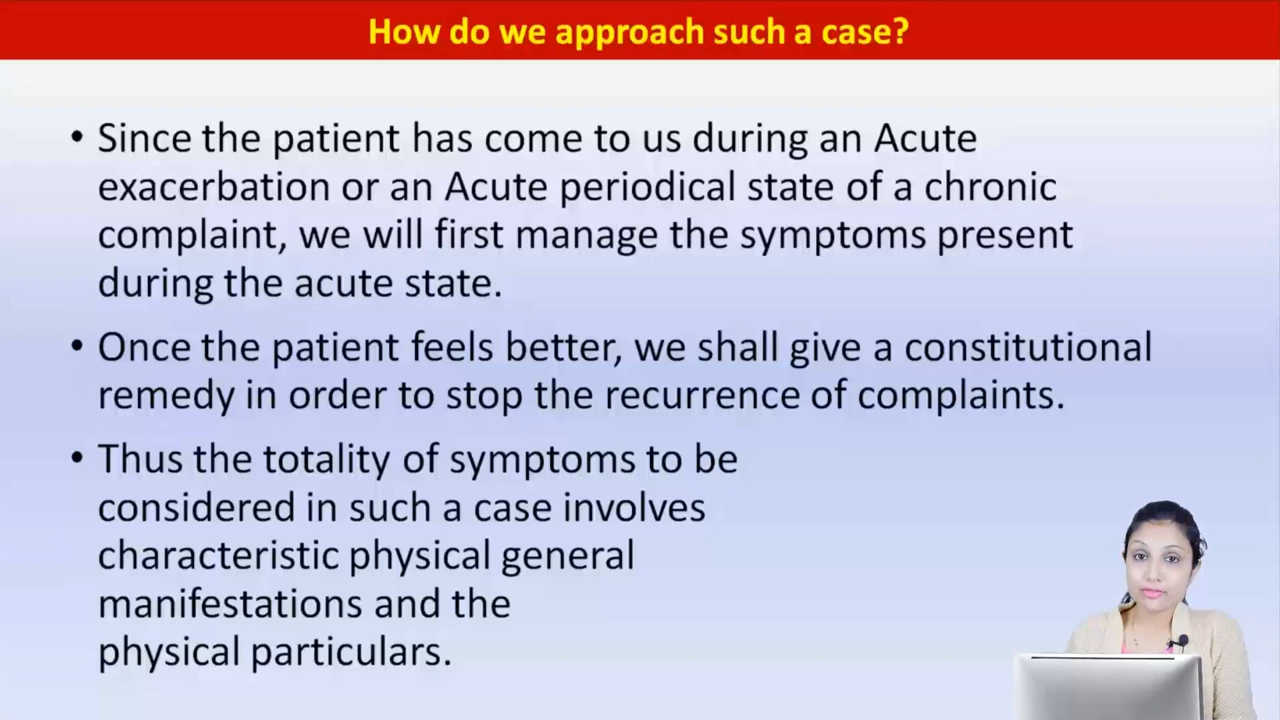 How do we approach such a case?
• Since the patient has come to us during an Acute
exacerbation or an Acute periodical state of a chronic
complaint, we will first manage the symptoms present
during the acute state.
• Once the patient feels better, we shall give a constitutional
remedy in order to stop the recurrence of complaints.
• Thus the totality of symptoms to be
considered in such a case involves
characteristic physical general
manifestations and the
physical particulars.